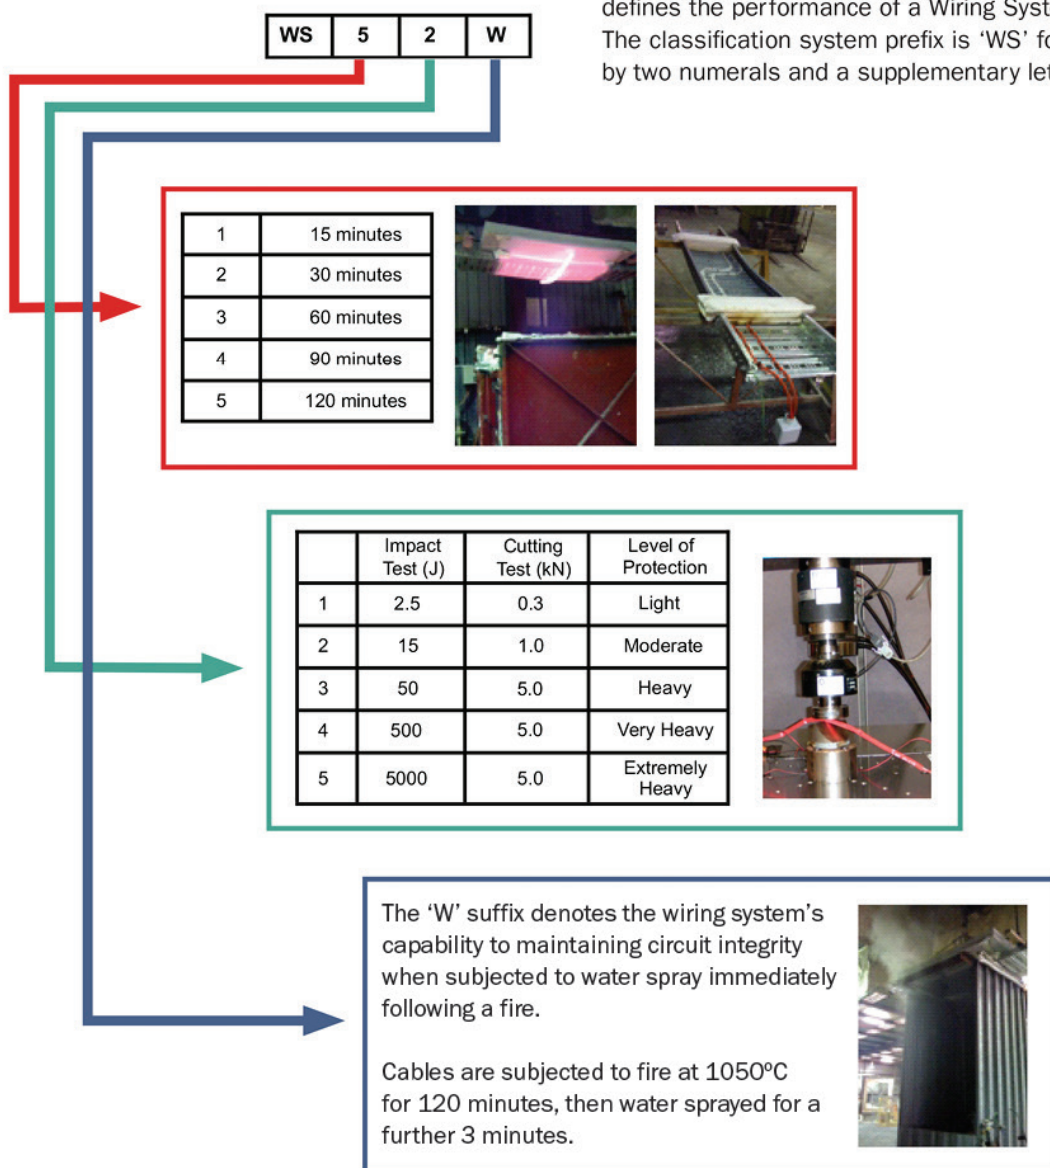 defines the performance of a Wiring
The classification system prefix is ‘WS’
by two numerals and a supplementary
WS 5 2 W
1 15 minutes
2 30 minutes
3 60 minutes
4 90 minutes
5 120 minutes
Impact Test (J) Cutting Test (kN) Level of Protection
1 2.5 0.3 Light
2 15 1.0 Moderate
3 50 5.0 Heavy
4 500 5.0 Very Heavy
5 5000 5.0 Extremely Heavy
The ‘W’ suffix denotes the wiring system’s
capability to maintaining circuit integrity
when subjected to water spray immediately
following a fire.
Cables are subjected to fire at 1050ºC
for 120 minutes, then water sprayed for a
further 3 minutes.